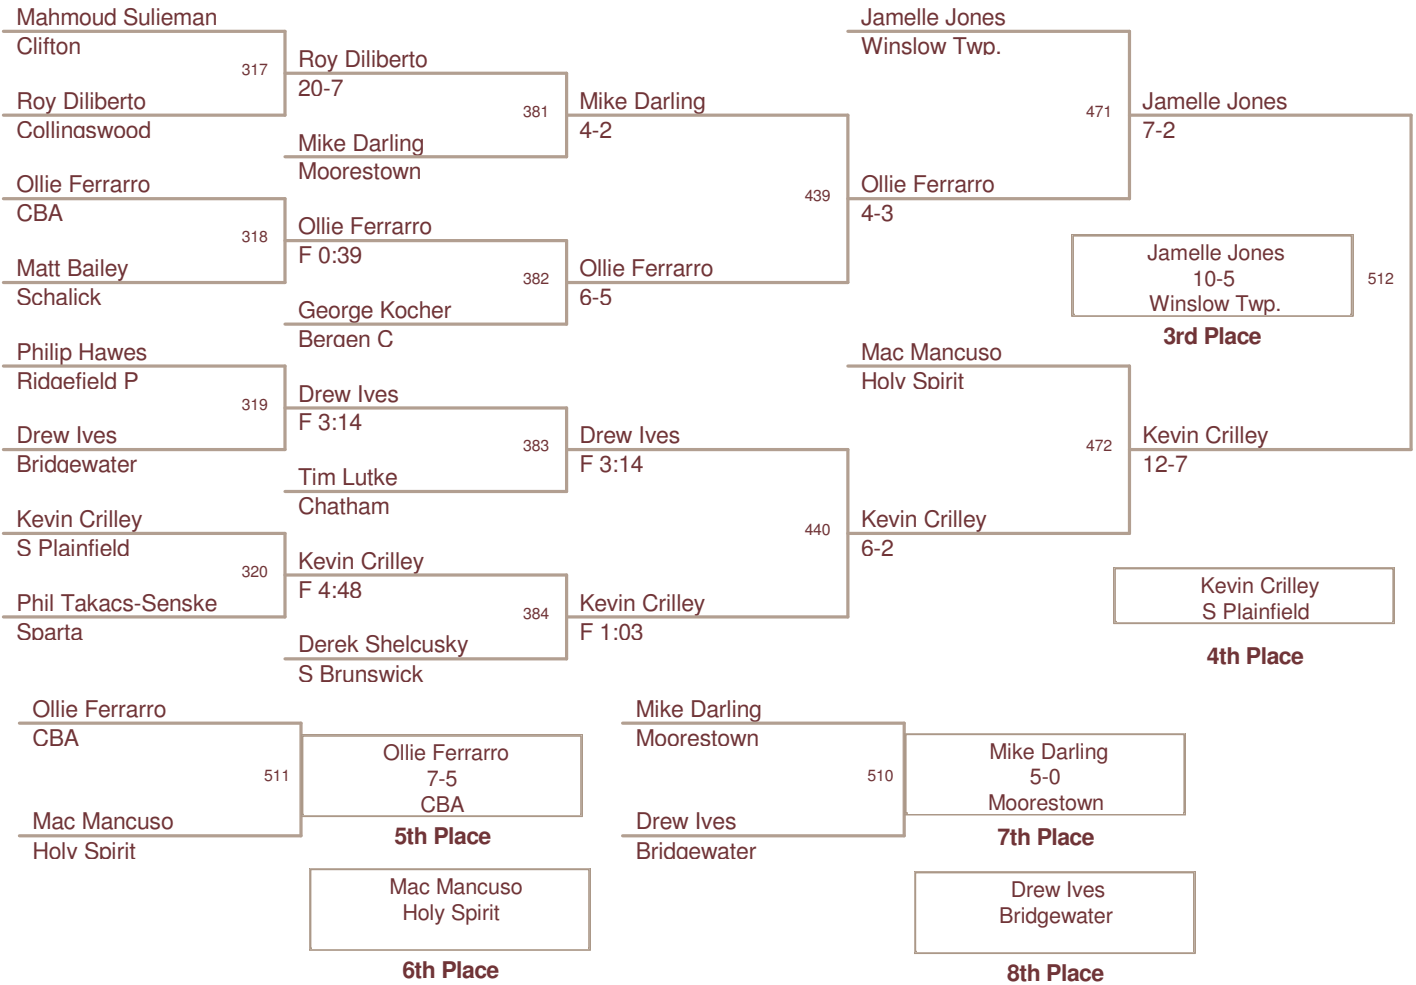 Mahmoud Sulieman
Clifton
317
Roy Diliberto
Collingswood
Roy Diliberto
20-7
381
Mike Darling
Moorestown
Mike Darling
4-2
Ollie Ferrarro
CBA
318
Matt Bailey
Schalick
Ollie Ferrarro
F 0:39
382
George Kocher
Bergen C
Ollie Ferrarro
6-5
439
Ollie Ferrarro
4-3
Jamelle Jones
Winslow Twp.
471
Jamelle Jones
7-2
Philip Hawes
Ridgefield P
319
Drew Ives
Bridgewater
Drew Ives
F 3:14
383
Tim Lutke
Chatham
Drew Ives
F 3:14
Kevin Crilley
S Plainfield
320
Phil Takacs-Senske
Sparta
Kevin Crilley
F 4:48
384
Derek Shelcusky
S Brunswick
Kevin Crilley
F 1:03
440
Kevin Crilley
6-2
Mac Mancuso
Holy Spirit
472
Kevin Crilley
12-7
512
Jamelle Jones
10-5
Winslow Twp.
3rd Place
Kevin Crilley
S Plainfield
4th Place
Ollie Ferrarro
CBA
511
Mac Mancuso
Holy Spirit
Ollie Ferrarro
7-5
CBA
5th Place
Mac Mancuso
Holy Spirit
6th Place
Mike Darling
Moorestown
510
Drew Ives
Bridgewater
Mike Darling
5-0
Moorestown
7th Place
Drew Ives
Bridgewater
8th Place